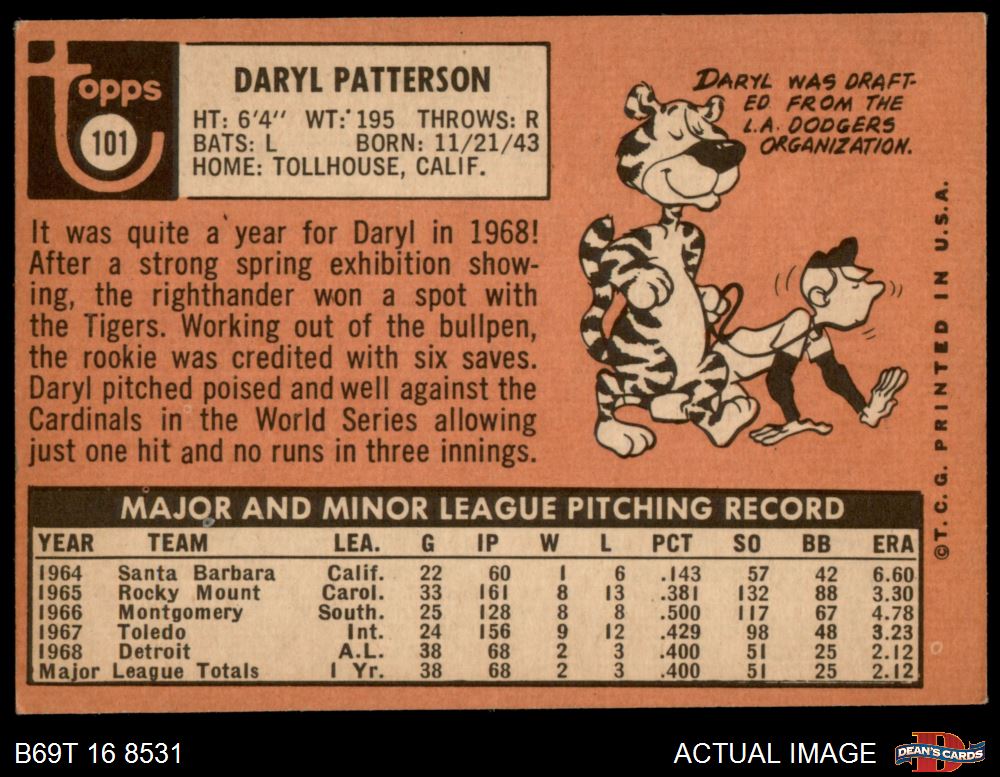 topps
101
DARYL PATTERSON
HT: 6'4" WT: 195 THROWS: R
BATS: L BORN: 11/21/43
HOME: TOLLHOUSE, CALIF.
DARYL WAS DRAFT-
ED FROM THE
L.A. DODGERS
ORGANIZATION.
It was quite a year for Daryl in 1968!
After a strong spring exhibition show-
ing, the righthander won a spot with
the Tigers. Working out of the bullpen,
the rookie was credited with six saves.
Daryl pitched poised and well against the
Cardinals in the World Series allowing
just one hit and no runs in three innings.
©T.C.G. PRINTED IN U.S.A.
MAJOR AND MINOR LEAGUE PITCHING RECORD
YEAR TEAM LEA. G IP W L PCT SO BB ERA
1964 Santa Barbara Calif. 22 60 1 6 .143 57 42 6.60
1965 Rocky Mount Carol. 33 161 8 13 .381 132 88 3.30
1966 Montgomery South. 25 128 8 8 .500 117 67 4.78
1967 Toledo Int. 24 156 9 12 .429 98 48 3.23
1968 Detroit A.L. 38 68 2 3 .400 51 25 2.12
Major League Totals 1 Yr. 38 68 2 3 .400 51 25 2.12
B69T 16 8531
ACTUAL IMAGE
D
DEAN'S CARDS